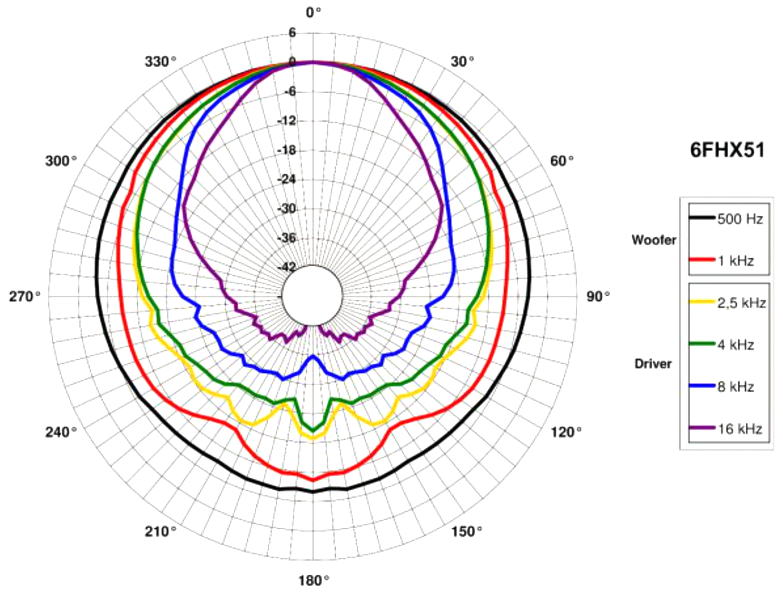 0°
330°
30°
6
0
-6
-12
-18
-24
-30
-36
-42
-
300°
60°
270°
90°
240°
120°
210°
150°
180°
6FHX51
Woofer
500 Hz
1 kHz
Driver
2,5 kHz
4 kHz
8 kHz
16 kHz